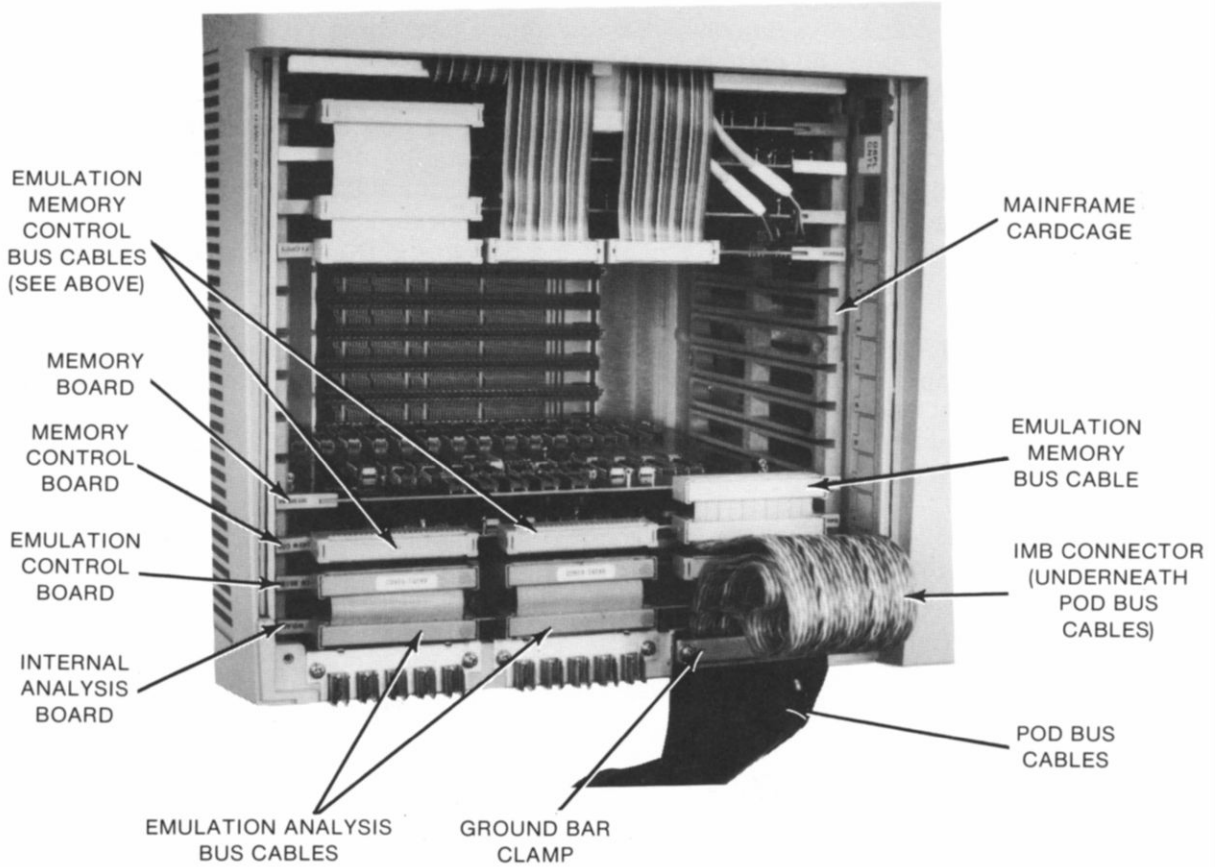 EMULATION
MEMORY
CONTROL
BUS CABLES
(SEE ABOVE)
MEMORY
BOARD
MEMORY
CONTROL
BOARD
EMULATION
CONTROL
BOARD
INTERNAL
ANALYSIS
BOARD
EMULATION ANALYSIS
BUS CABLES
GROUND BAR
CLAMP
MAINFRAME
CARDCAGE
EMULATION
MEMORY
BUS CABLE
IMB CONNECTOR
(UNDERNEATH
POD BUS
CABLES)
POD BUS
CABLES